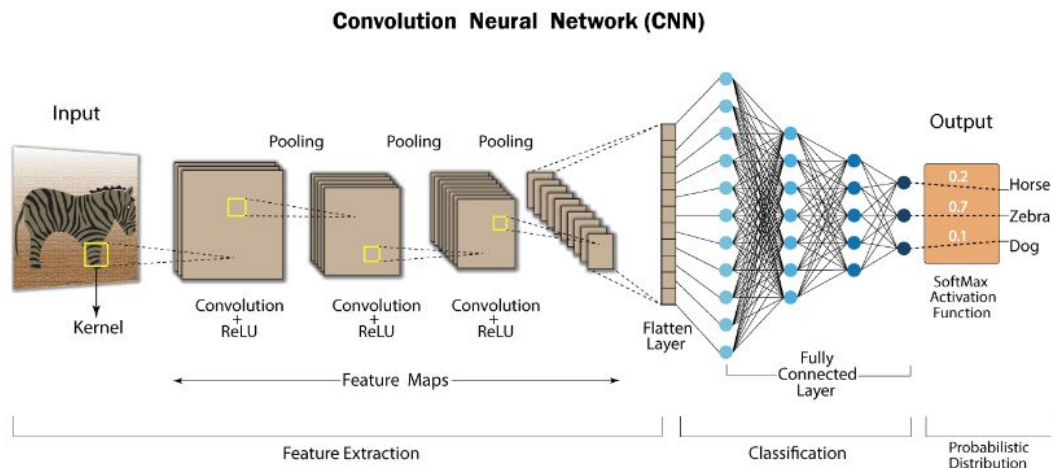 Convolution Neural Network (CNN)
Input
Output
Pooling
Pooling
Pooling
0.2
Horse
0.7
Zebra
0.1
Dog
SoftMax
Activation
Function
Kernel
Convolution
+
ReLU
Convolution
+
ReLU
Convolution
+
ReLU
Flatten
Layer
Feature Maps
Fully
Connected
Layer
Feature Extraction
Classification
Probabilistic
Distribution